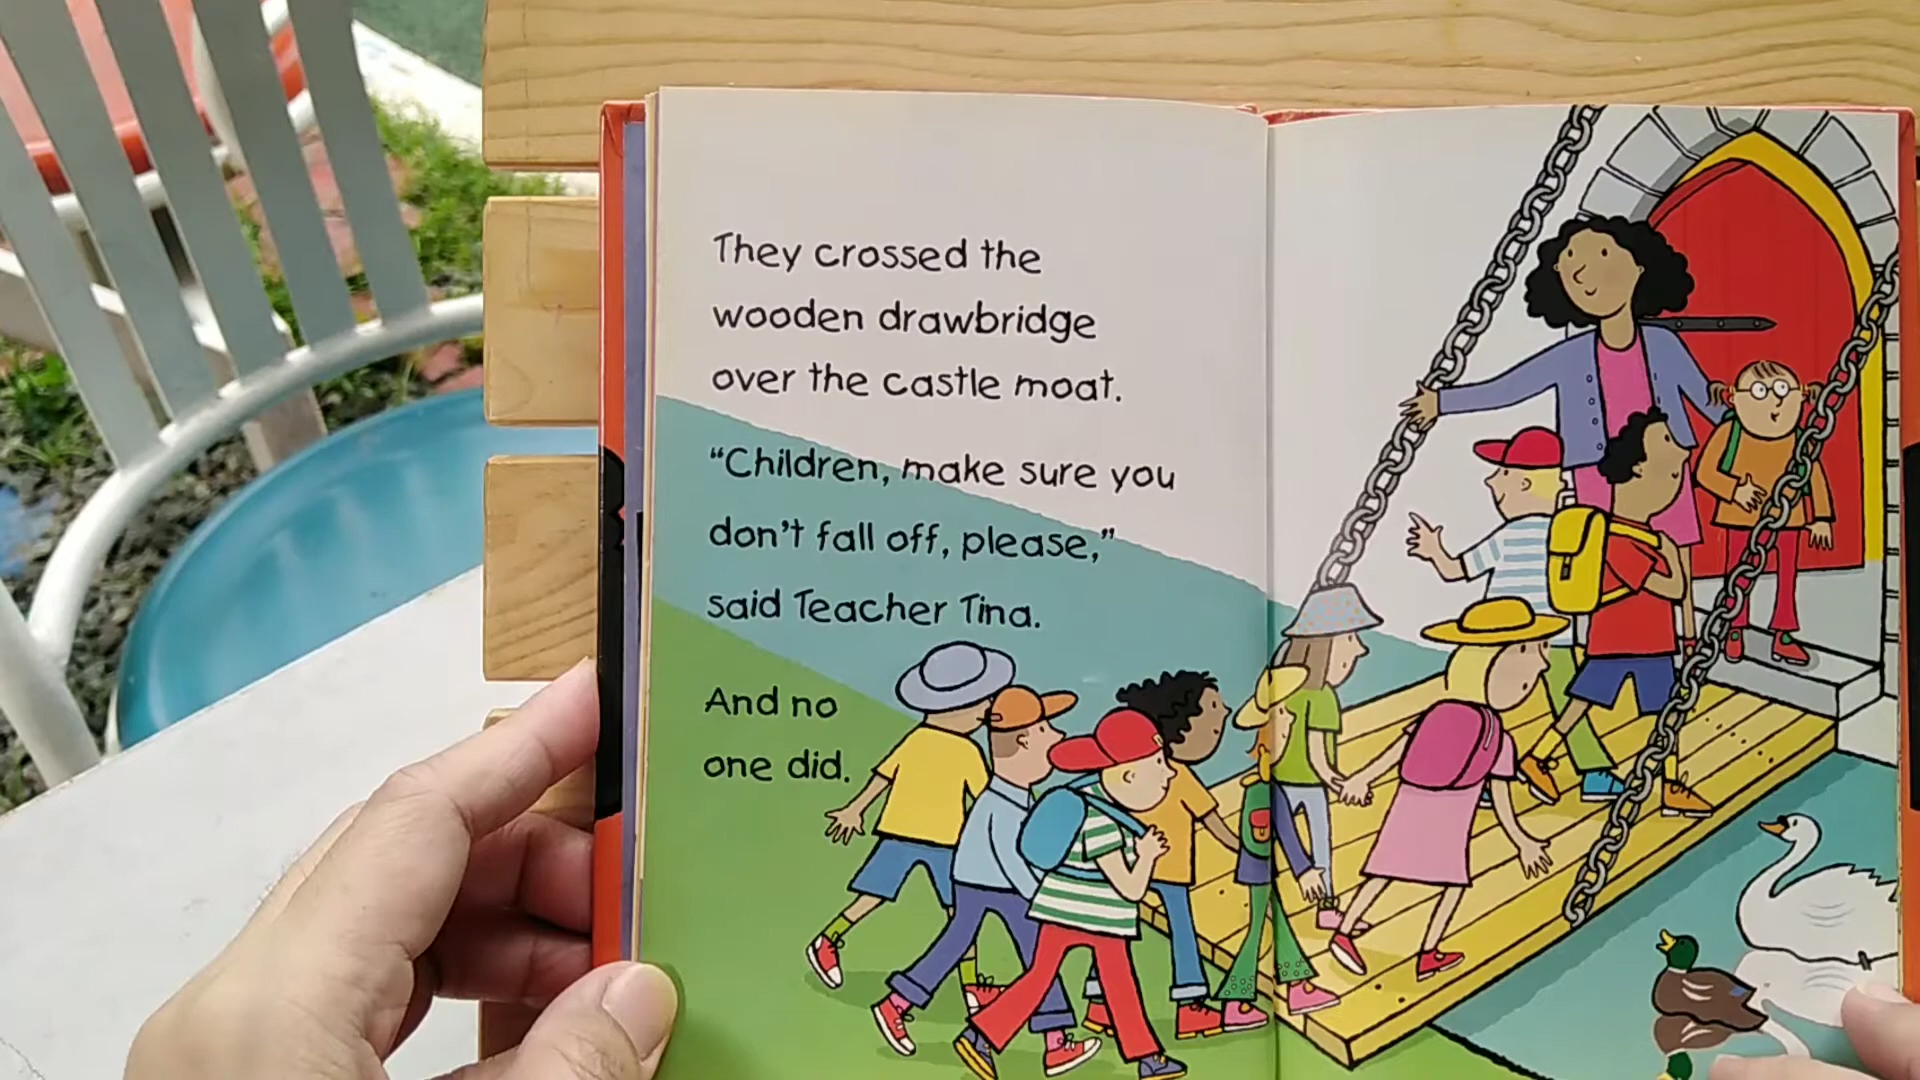 They crossed the
wooden drawbridge
over the castle moat.
“Children, make sure you
don’t fall off, please,”
said Teacher Tina.
And no
one did.